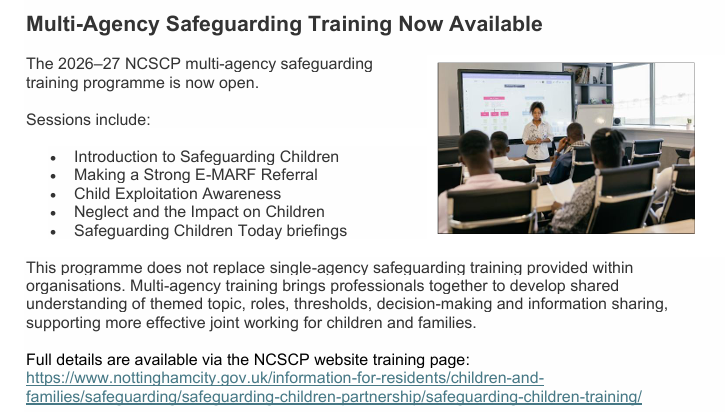 Multi-Agency Safeguarding Training Now Available
The 2026–27 NCSCP multi-agency safeguarding
training programme is now open.
Sessions include:
• Introduction to Safeguarding Children
• Making a Strong E-MARF Referral
• Child Exploitation Awareness
• Neglect and the Impact on Children
• Safeguarding Children Today briefings
This programme does not replace single-agency safeguarding training provided within
organisations. Multi-agency training brings professionals together to develop shared
understanding of themed topic, roles, thresholds, decision-making and information sharing,
supporting more effective joint working for children and families.
Full details are available via the NCSCP website training page:
https://www.nottinghamcity.gov.uk/information-for-residents/children-and-
families/safeguarding/safeguarding-children-partnership/safeguarding-children-training/